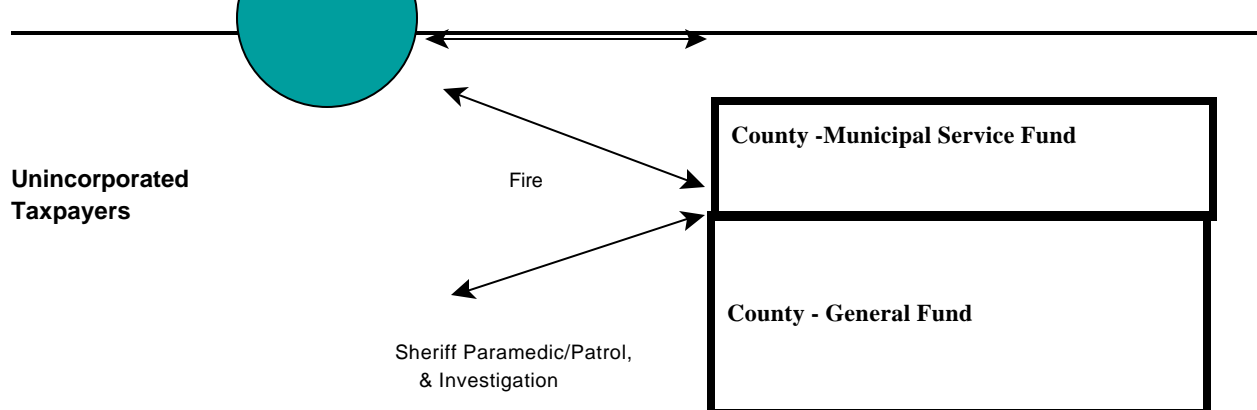 County -Municipal Service Fund
Unincorporated
Taxpayers
Fire
County - General Fund
Sheriff Paramedic/Patrol,
& Investigation